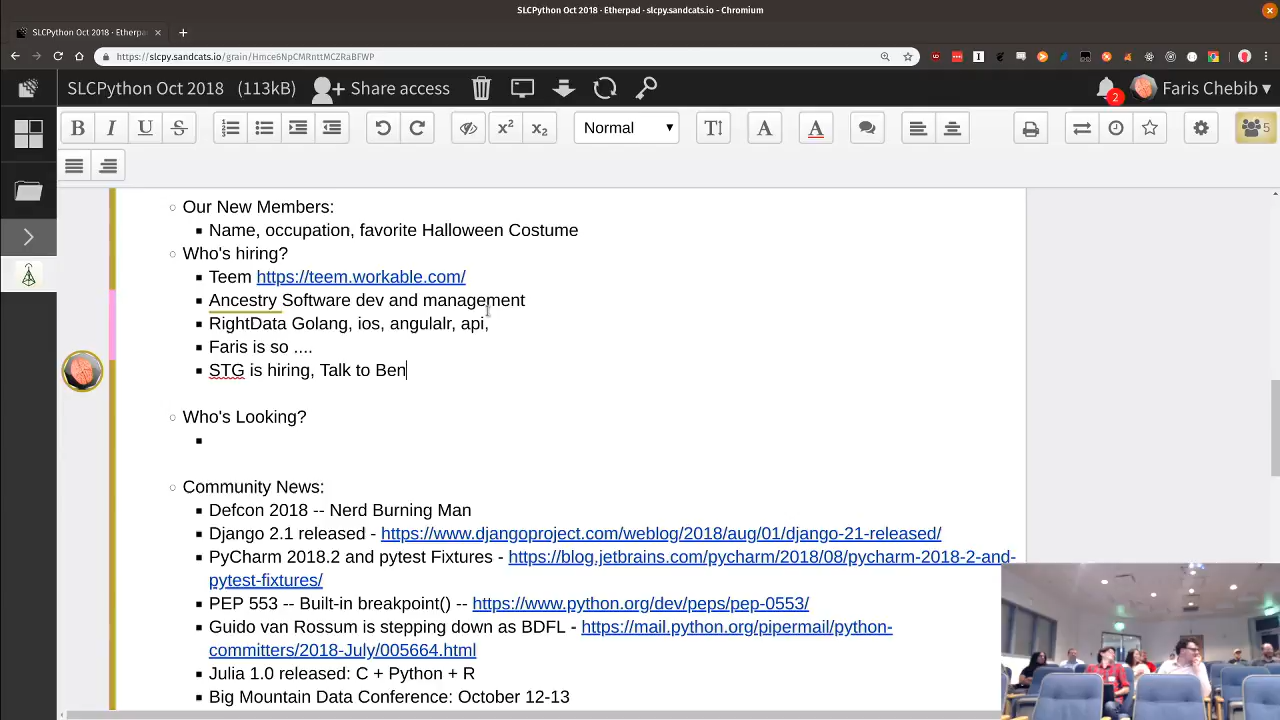 SLCPython Oct 2018 · Etherpad · slcpy.sandcats.io - Chromium
SLCPython Oct 2018 · Etherpa
https://slcpy.sandcats.io/grain/Hmce6NpCMRnttMCZRaBFWP
SLCPython Oct 2018 (113kB) Share access 2 Faris Chebib ▾
B I U S x² x₂ Normal TI A A 5
Our New Members:
Name, occupation, favorite Halloween Costume
Who's hiring?
Teem https://teem.workable.com/
Ancestry Software dev and management
RightData Golang, ios, angulalr, api,
Faris is so ....
STG is hiring, Talk to Ben
Who's Looking?
Community News:
Defcon 2018 -- Nerd Burning Man
Django 2.1 released - https://www.djangoproject.com/weblog/2018/aug/01/django-21-released/
PyCharm 2018.2 and pytest Fixtures - https://blog.jetbrains.com/pycharm/2018/08/pycharm-2018-2-and-
pytest-fixtures/
PEP 553 -- Built-in breakpoint() -- https://www.python.org/dev/peps/pep-0553/
Guido van Rossum is stepping down as BDFL - https://mail.python.org/pipermail/python-
committers/2018-July/005664.html
Julia 1.0 released: C + Python + R
Big Mountain Data Conference: October 12-13